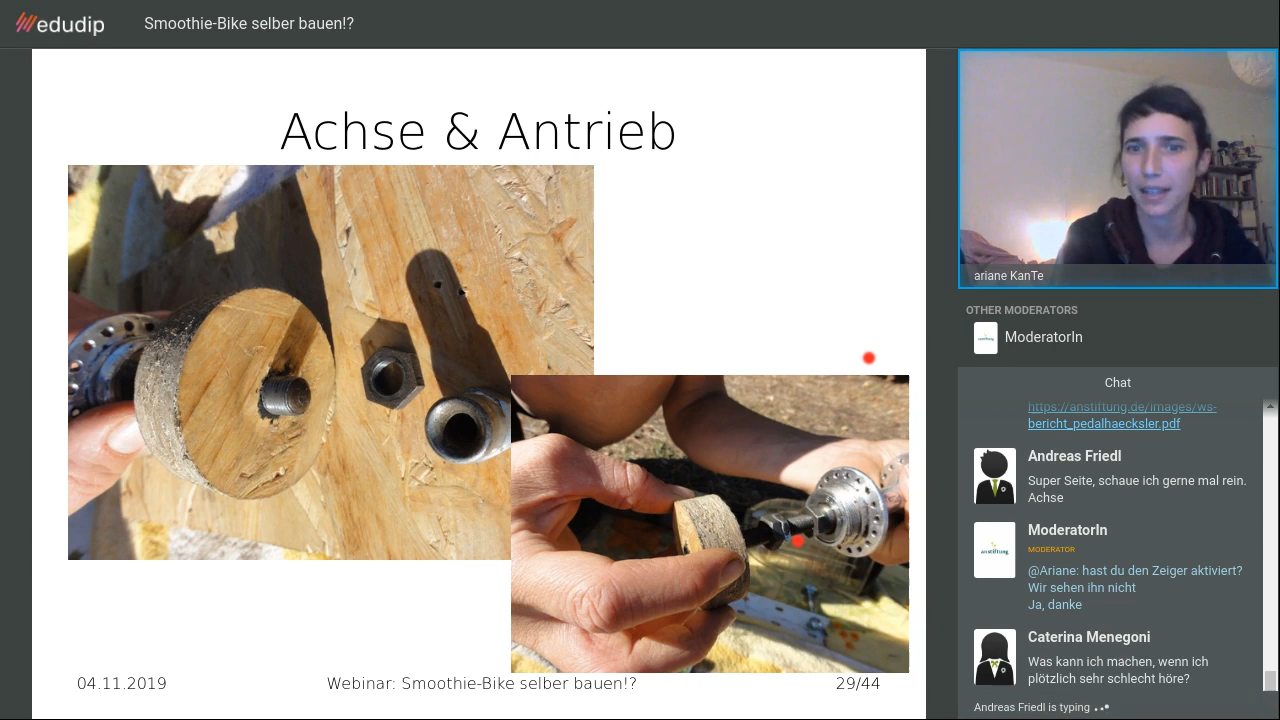 edudip
Smoothie-Bike selber bauen!?
Achse & Antrieb
04.11.2019
Webinar: Smoothie-Bike selber bauen!?
29/44
ariane KanTe
OTHER MODERATORS
anstiftung
ModeratorIn
Chat
https://anstiftung.de/images/ws-
bericht_pedalhaecksler.pdf
Andreas Friedl
Super Seite, schaue ich gerne mal rein.
Achse
ModeratorIn
MODERATOR
anstiftung
@Ariane: hast du den Zeiger aktiviert?
Wir sehen ihn nicht
Ja, danke
Caterina Menegoni
Was kann ich machen, wenn ich
plötzlich sehr schlecht höre?
Andreas Friedl is typing